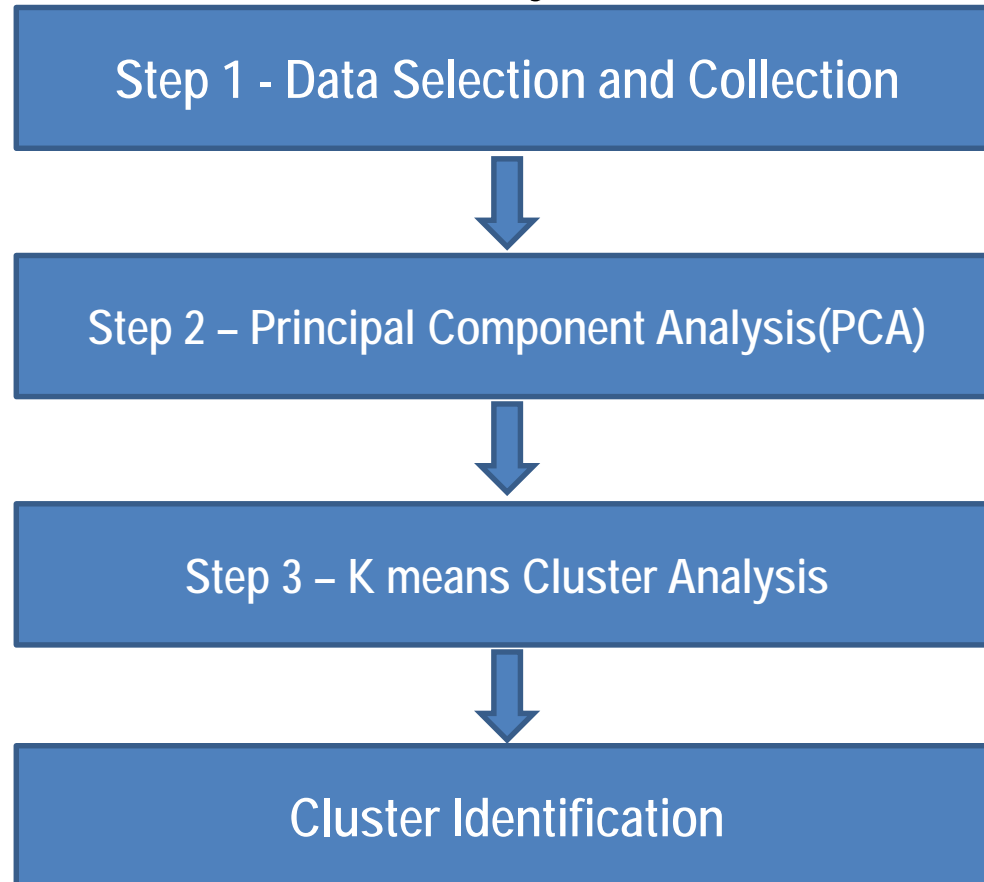 Step 1 - Data Selection and Collection
Step 2 – Principal Component Analysis(PCA)
Step 3 – K means Cluster Analysis
Cluster Identification